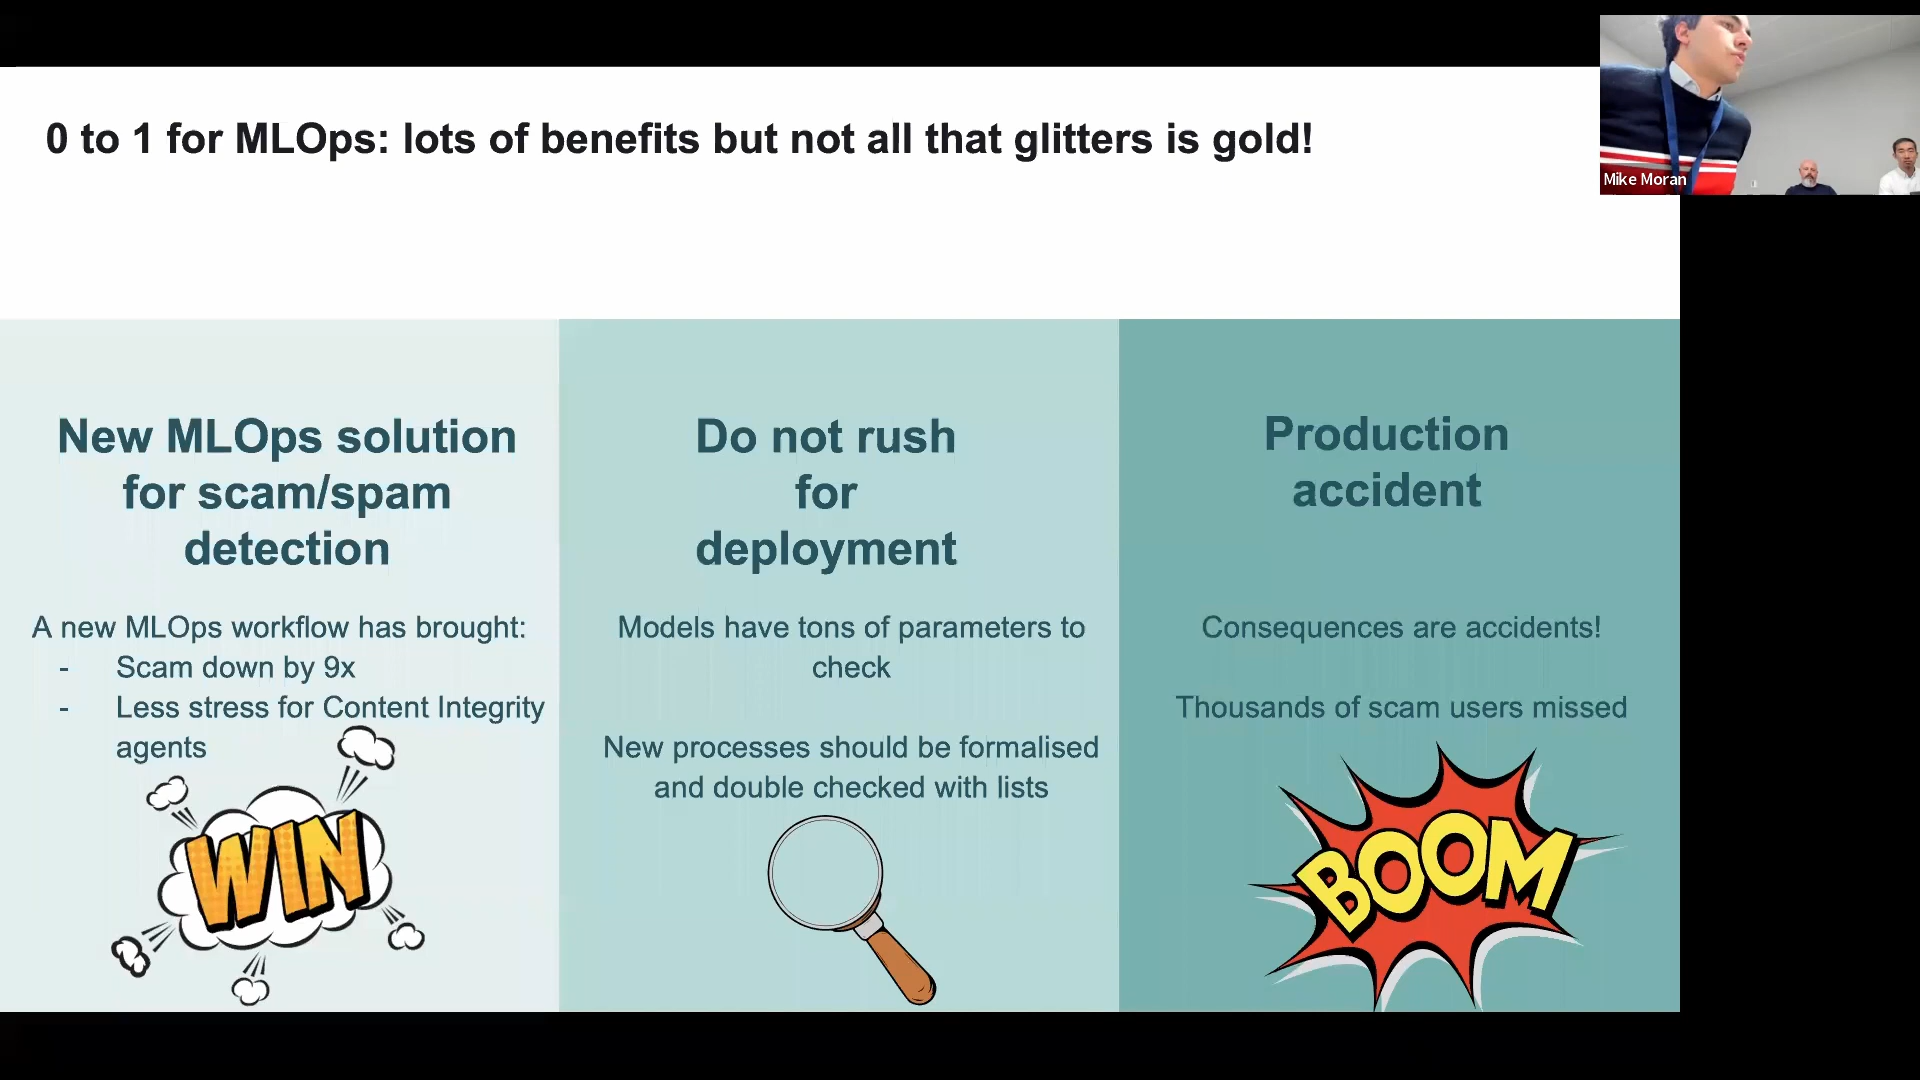 0 to 1 for MLOps: lots of benefits but not all that glitters is gold!
Mike Moran
New MLOps solution
for scam/spam
detection
A new MLOps workflow has brought:
- Scam down by 9x
- Less stress for Content Integrity
agents
WIN
Do not rush
for
deployment
Models have tons of parameters to
check
New processes should be formalised
and double checked with lists
Production
accident
Consequences are accidents!
Thousands of scam users missed
BOOM